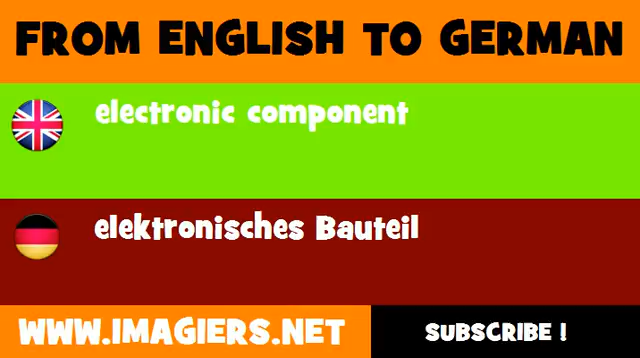 FROM ENGLISH TO GERMAN
electronic component
elektronisches Bauteil
WWW.IMAGIERS.NET
SUBSCRIBE !